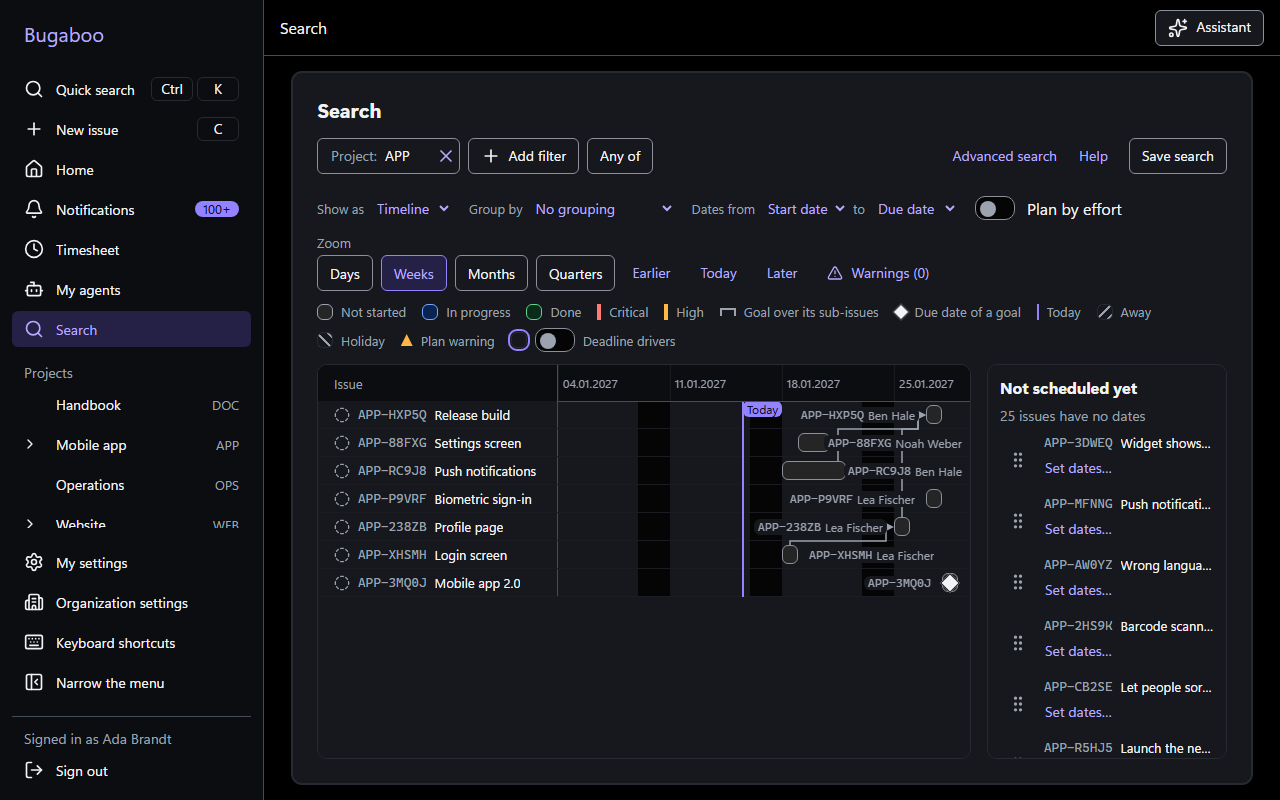 Bugaboo
Quick search Ctrl K
New issue C
Home
Notifications 100+
Timesheet
My agents
Search
Projects
Handbook DOC
Mobile app APP
Operations OPS
Website WEB
My settings
Organization settings
Keyboard shortcuts
Narrow the menu
Signed in as Ada Brandt
Sign out
Search
Assistant
Search
Project: APP Add filter Any of Advanced search Help Save search
Show as Timeline Group by No grouping Dates from Start date to Due date Plan by effort
Zoom
Days Weeks Months Quarters Earlier Today Later Warnings (0)
Not started In progress Done Critical High Goal over its sub-issues Due date of a goal Today Away
Holiday Plan warning Deadline drivers
Issue 04.01.2027 11.01.2027 18.01.2027 25.01.2027
Today
APP-HXP5Q Release build APP-HXP5Q Ben Hale
APP-88FXG Settings screen APP-88FXG Noah Weber
APP-RC9J8 Push notifications APP-RC9J8 Ben Hale
APP-P9VRF Biometric sign-in APP-P9VRF Lea Fischer
APP-238ZB Profile page APP-238ZB Lea Fischer
APP-XHSMH Login screen APP-XHSMH Lea Fischer
APP-3MQ0J Mobile app 2.0 APP-3MQ0J
Not scheduled yet
25 issues have no dates
APP-3DWEQ Widget shows...
Set dates...
APP-MFNNG Push notificati...
Set dates...
APP-AW0YZ Wrong langua...
Set dates...
APP-2HS9K Barcode scann...
Set dates...
APP-CB2SE Let people sor...
Set dates...
APP-R5HJ5 Launch the ne...